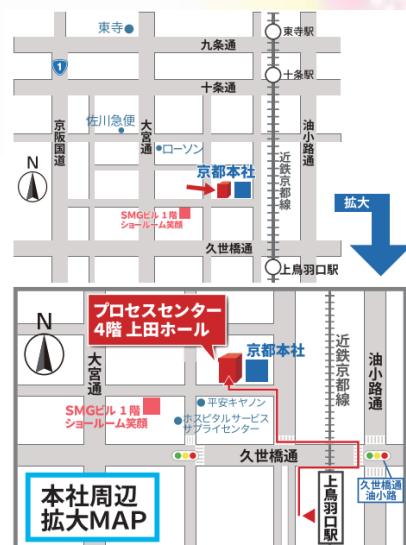 東寺
東寺駅
九条通
1
十条駅
十条通
京阪国道
佐川急便
大宮通
ローソン
近鉄京都線
油小路通
N
京都本社
SMGビル 1階
ショールーム笑顔
拡大
久世橋通
上鳥羽口駅
プロセスセンター
4階 上田ホール
N
京都本社
大宮通
近鉄京都線
油小路通
SMGビル 1階
ショールーム笑顔
平安キヤノン
ホスピタルサービス
サプライセンター
久世橋通
久世橋通
油小路
上鳥羽口駅
本社周辺
拡大MAP